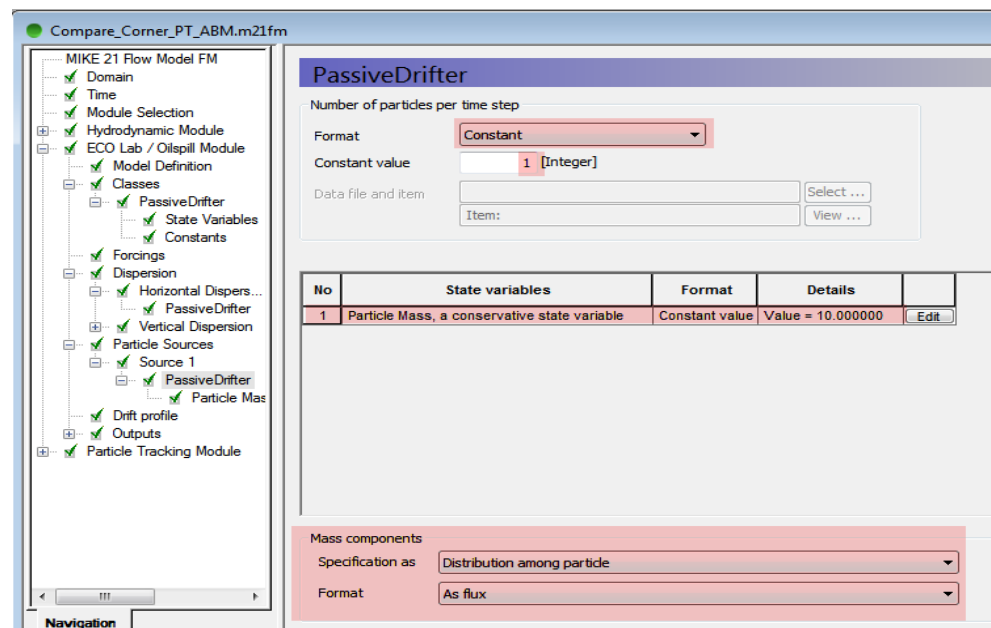 Compare_Corner_PT_ABM.m21fm
MIKE 21 Flow Model FM
Domain
Time
Module Selection
Hydrodynamic Module
ECO Lab / Oilspill Module
Model Definition
Classes
PassiveDrifter
State Variables
Constants
Forcings
Dispersion
Horizontal Dispers...
PassiveDrifter
Vertical Dispersion
Particle Sources
Source 1
PassiveDrifter
Particle Mas
Drift profile
Outputs
Particle Tracking Module
Navigation
PassiveDrifter
Number of particles per time step
Format Constant
Constant value 1 [Integer]
Data file and item Select ...
Item: View ...
No State variables Format Details
1 Particle Mass, a conservative state variable Constant value Value = 10.000000 Edit
Mass components
Specification as Distribution among particle
Format As flux